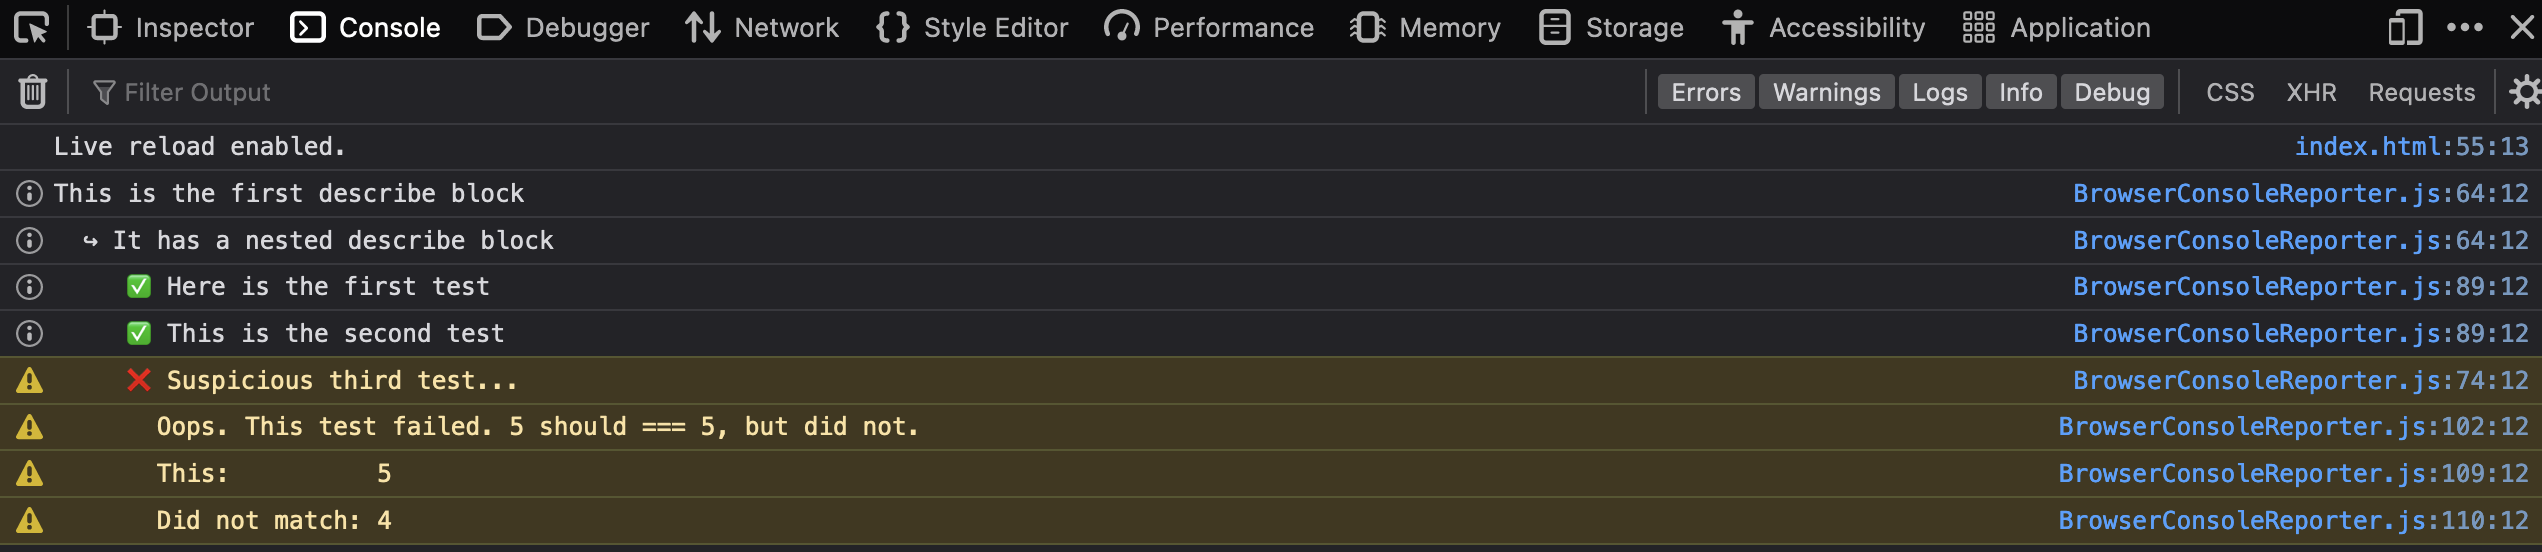 Inspector Console Debugger Network Style Editor Performance Memory Storage Accessibility Application
Filter Output Errors Warnings Logs Info Debug CSS XHR Requests
Live reload enabled. index.html:55:13
This is the first describe block BrowserConsoleReporter.js:64:12
↪ It has a nested describe block BrowserConsoleReporter.js:64:12
✅ Here is the first test BrowserConsoleReporter.js:89:12
✅ This is the second test BrowserConsoleReporter.js:89:12
❌ Suspicious third test... BrowserConsoleReporter.js:74:12
Oops. This test failed. 5 should === 5, but did not. BrowserConsoleReporter.js:102:12
This: 5 BrowserConsoleReporter.js:109:12
Did not match: 4 BrowserConsoleReporter.js:110:12